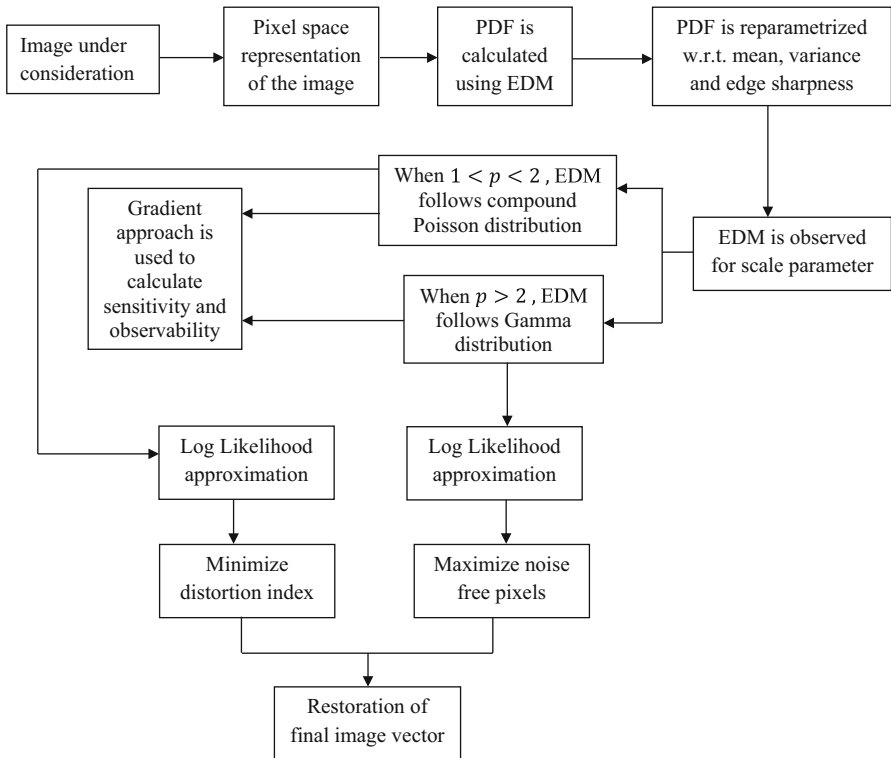 Image under
consideration
Pixel space
representation
of the image
PDF is
calculated
using EDM
PDF is reparametrized
w.r.t. mean, variance
and edge sharpness
When 1 < p < 2 , EDM
follows compound
Poisson distribution
Gradient
approach is
used to
calculate
sensitivity and
observability
EDM is observed
for scale parameter
When p > 2 , EDM
follows Gamma
distribution
Log Likelihood
approximation
Log Likelihood
approximation
Minimize
distortion index
Maximize noise
free pixels
Restoration of
final image vector